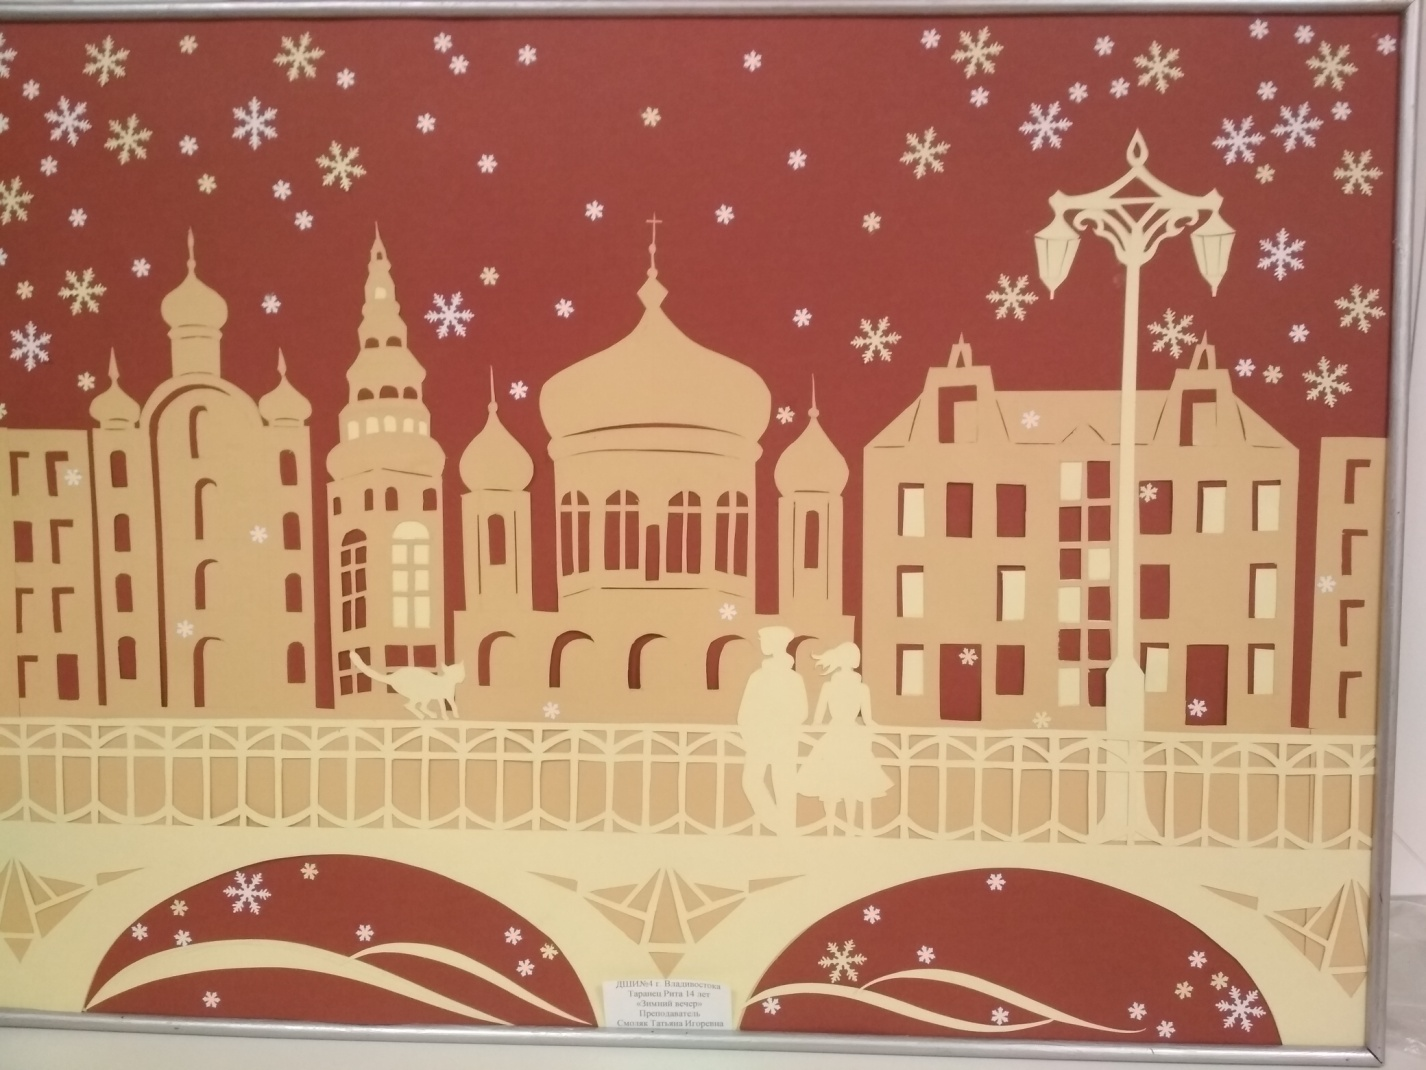 ДШИ№4 г. Владивостока
Таранец Рита 14 лет
«Зимний вечер»
Преподаватель
Смоляк Татьяна Игоревна